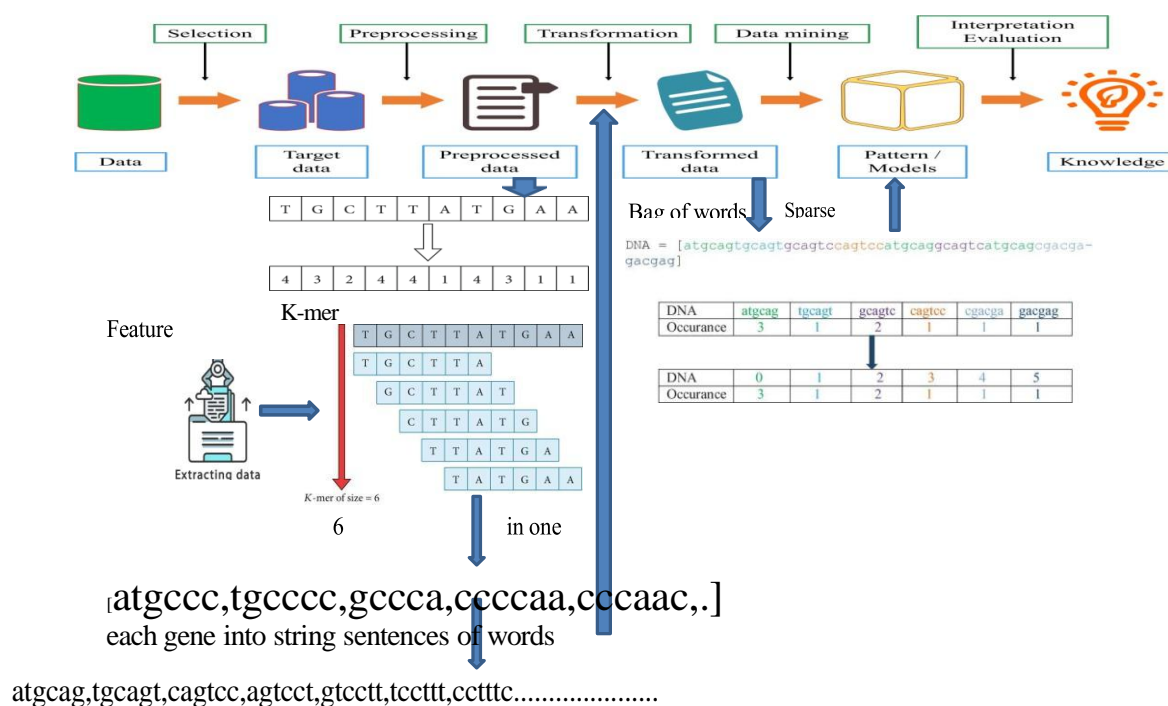 Selection
Preprocessing
Transformation
Data mining
Interpretation
Evaluation
Data
Target
data
Preprocessed
data
Transformed
data
Pattern /
Models
Knowledge
T G C T T A T G A A
4 3 2 4 4 1 4 3 1 1
K-mer
Feature
T G C T T A T G A A
T G C T T A
G C T T A T
C T T A T G
T T A T G A
T A T G A A
Extracting data
K-mer of size = 6
6
in one
Bag of words
Sparse
DNA = [atgcagtgcagtgcagtccagtccatgcaggcagtcatgcagcgacga-
gacgag]
DNA atgcag tgcagt gcagtc cagtcc cgacga gacgag
Occurance 3 1 2 1 1 1
DNA 0 1 2 3 4 5
Occurance 3 1 2 1 1 1
[atgccc,tgcccc,gccca,ccccaa,cccaac,.]
each gene into string sentences of words
atgcag,tgcagt,cagtcc,agtcct,gtcctt,tccttt,cctttc.....................